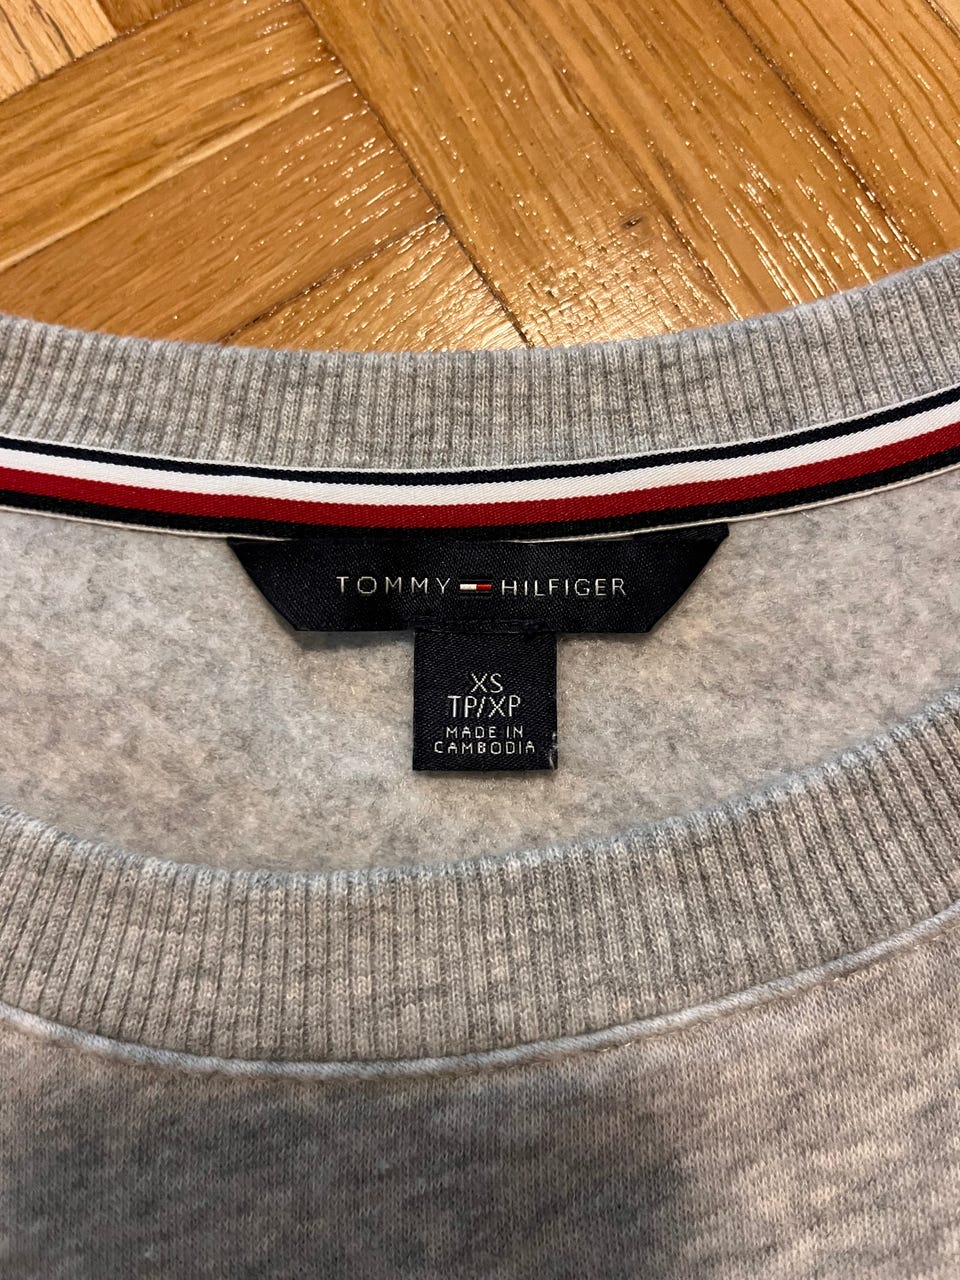 TOMMY HILFIGER
XS
TP/XP
MADE IN
CAMBODIA